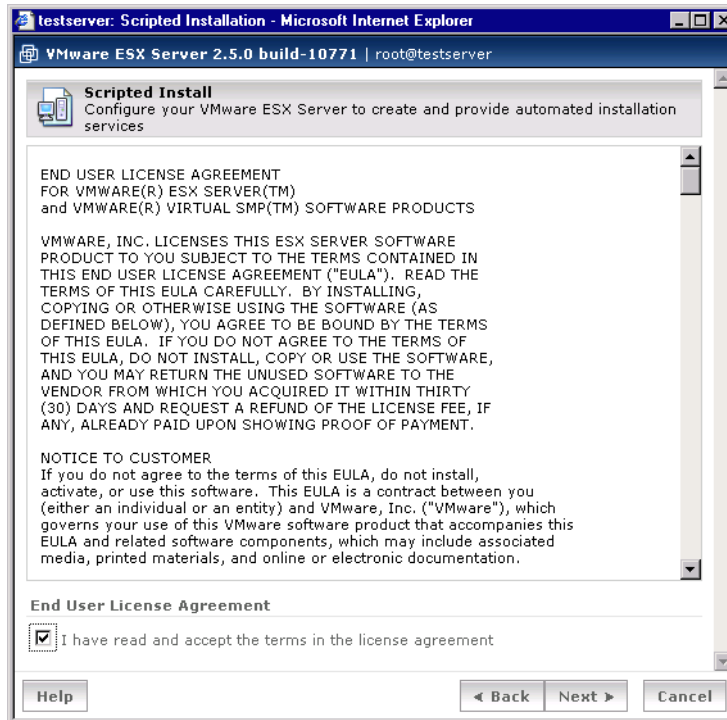 testserver: Scripted Installation - Microsoft Internet Explorer
VMware ESX Server 2.5.0 build-10771 | root@testserver
Scripted Install
Configure your VMware ESX Server to create and provide automated installation
services
END USER LICENSE AGREEMENT
FOR VMWARE(R) ESX SERVER(TM)
and VMWARE(R) VIRTUAL SMP(TM) SOFTWARE PRODUCTS
VMWARE, INC. LICENSES THIS ESX SERVER SOFTWARE
PRODUCT TO YOU SUBJECT TO THE TERMS CONTAINED IN
THIS END USER LICENSE AGREEMENT ("EULA").  READ THE
TERMS OF THIS EULA CAREFULLY.  BY INSTALLING,
COPYING OR OTHERWISE USING THE SOFTWARE (AS
DEFINED BELOW), YOU AGREE TO BE BOUND BY THE TERMS
OF THIS EULA.  IF YOU DO NOT AGREE TO THE TERMS OF
THIS EULA, DO NOT INSTALL, COPY OR USE THE SOFTWARE,
AND YOU MAY RETURN THE UNUSED SOFTWARE TO THE
VENDOR FROM WHICH YOU ACQUIRED IT WITHIN THIRTY
(30) DAYS AND REQUEST A REFUND OF THE LICENSE FEE, IF
ANY, ALREADY PAID UPON SHOWING PROOF OF PAYMENT.
NOTICE TO CUSTOMER
If you do not agree to the terms of this EULA, do not install,
activate, or use this software.  This EULA is a contract between you
(either an individual or an entity) and VMware, Inc. ("VMware"), which
governs your use of this VMware software product that accompanies this
EULA and related software components, which may include associated
media, printed materials, and online or electronic documentation.
End User License Agreement
I have read and accept the terms in the license agreement
Help
Back
Next
Cancel